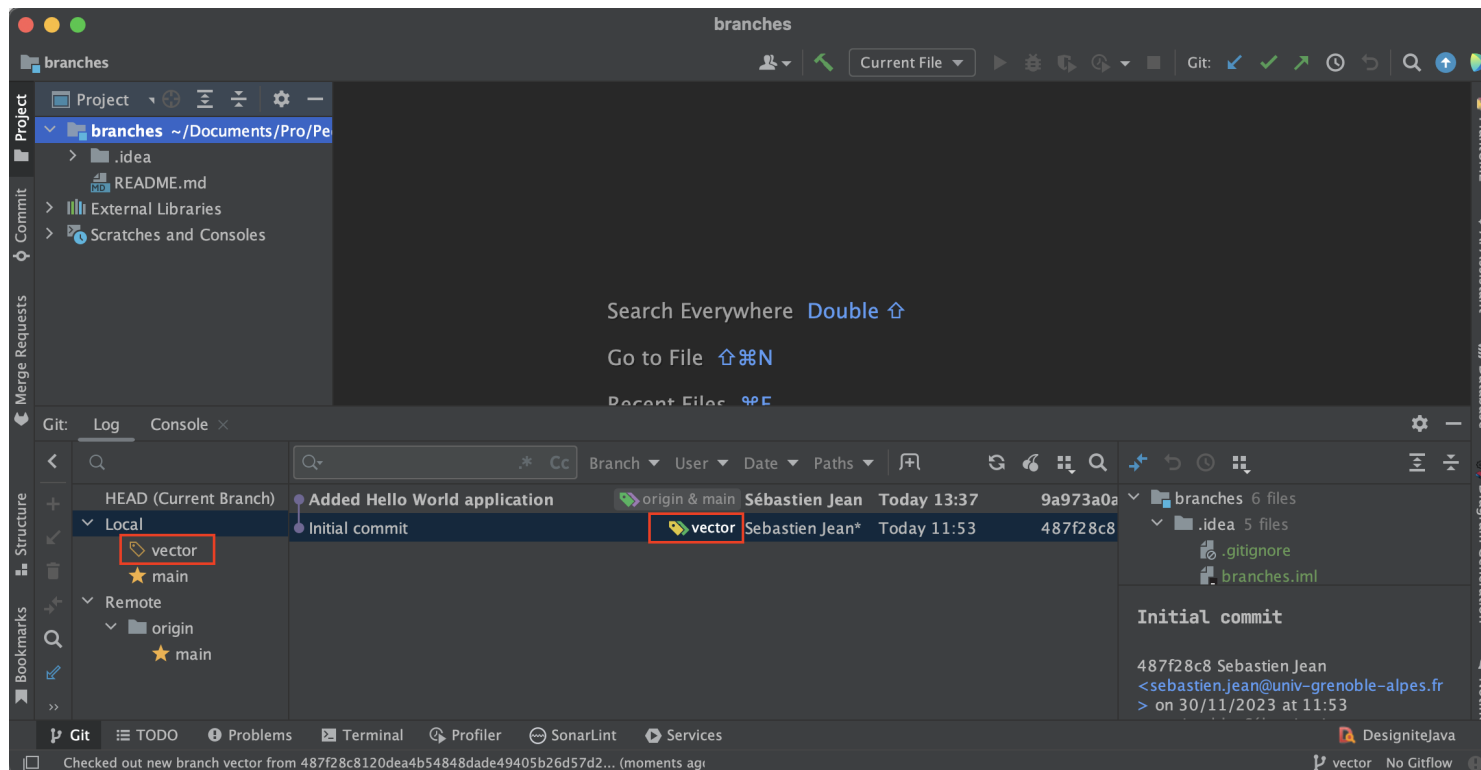 branches
branches
Current File
Git:
Project
Project
Commit
Merge Requests
Structure
Bookmarks
branches ~/Documents/Pro/Pe
.idea
README.md
External Libraries
Scratches and Consoles
Search Everywhere Double ⇧
Go to File ⇧⌘N
Recent Files ⌘E
Git: Log Console
.* Cc Branch User Date Paths
HEAD (Current Branch)
Local
vector
main
Remote
origin
main
Added Hello World application origin & main Sébastien Jean Today 13:37 9a973a0a
Initial commit vector Sebastien Jean* Today 11:53 487f28c8
branches 6 files
.idea 5 files
.gitignore
branches.iml
Initial commit
487f28c8 Sebastien Jean
<sebastien.jean@univ-grenoble-alpes.fr
> on 30/11/2023 at 11:53
Git TODO Problems Terminal Profiler SonarLint Services DesigniteJava
Checked out new branch vector from 487f28c8120dea4b54848dade49405b26d57d2... (moments ago vector No Gitflow